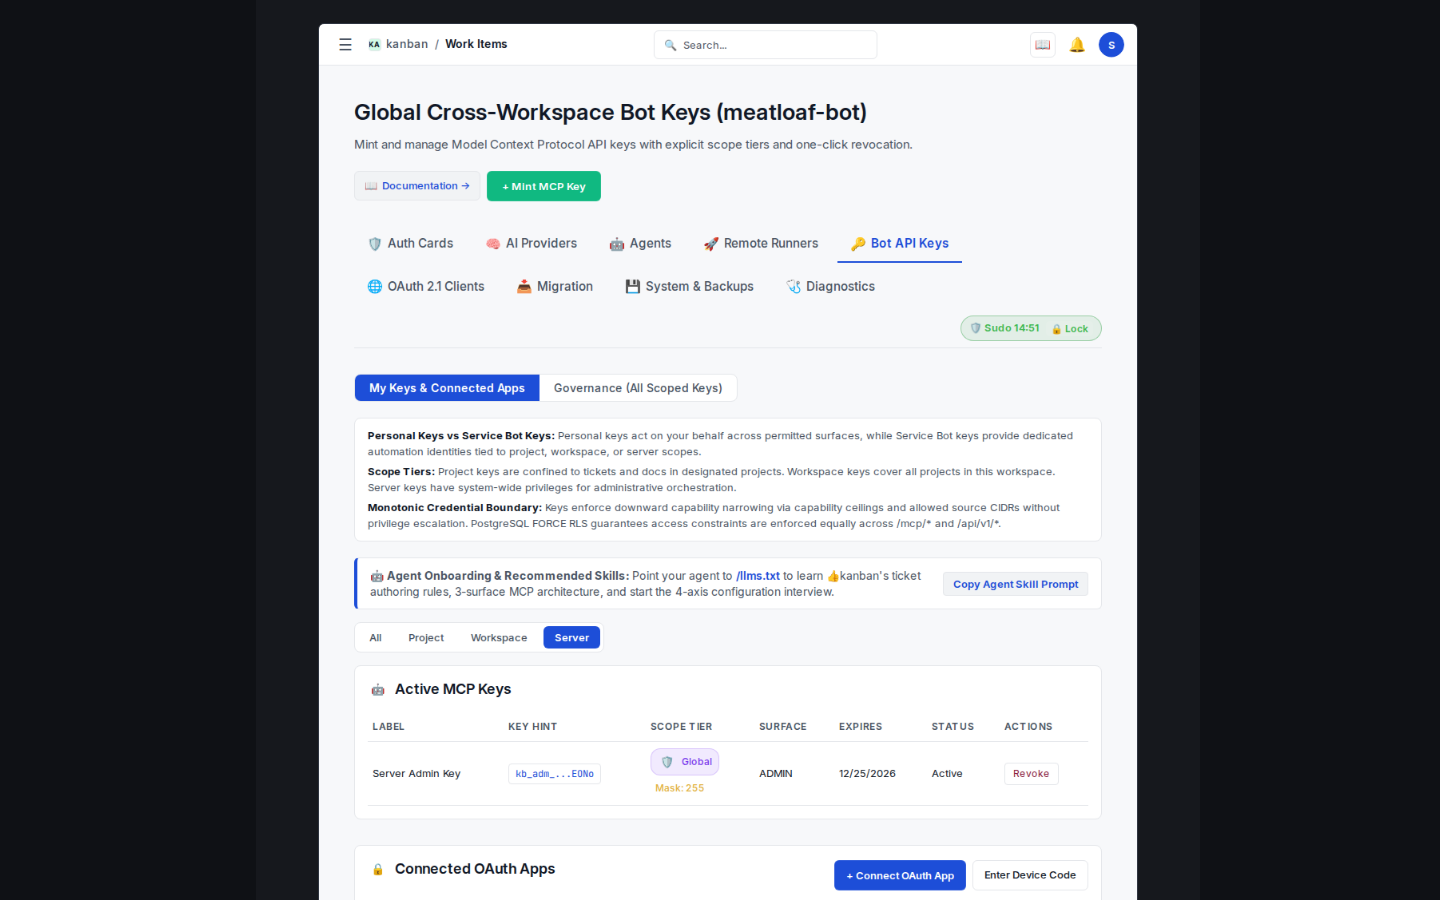 ☰ KA kanban / Work Items
🔍 Search...
📖 🔔 S
Global Cross-Workspace Bot Keys (meatloaf-bot)
Mint and manage Model Context Protocol API keys with explicit scope tiers and one-click revocation.
📖 Documentation → + Mint MCP Key
🛡️ Auth Cards 🧠 AI Providers 🤖 Agents 🚀 Remote Runners 🔑 Bot API Keys
🌐 OAuth 2.1 Clients 📥 Migration 💾 System & Backups 🩺 Diagnostics
🛡️ Sudo 14:51 🔒 Lock
My Keys & Connected Apps Governance (All Scoped Keys)
Personal Keys vs Service Bot Keys: Personal keys act on your behalf across permitted surfaces, while Service Bot keys provide dedicated
automation identities tied to project, workspace, or server scopes.
Scope Tiers: Project keys are confined to tickets and docs in designated projects. Workspace keys cover all projects in this workspace.
Server keys have system-wide privileges for administrative orchestration.
Monotonic Credential Boundary: Keys enforce downward capability narrowing via capability ceilings and allowed source CIDRs without
privilege escalation. PostgreSQL FORCE RLS guarantees access constraints are enforced equally across /mcp/* and /api/v1/*.
🤖 Agent Onboarding & Recommended Skills: Point your agent to /llms.txt to learn 👍kanban's ticket
authoring rules, 3-surface MCP architecture, and start the 4-axis configuration interview.
Copy Agent Skill Prompt
All Project Workspace Server
🤖 Active MCP Keys
LABEL KEY HINT SCOPE TIER SURFACE EXPIRES STATUS ACTIONS
Server Admin Key kb_adm_...EONo 🛡️ Global ADMIN 12/25/2026 Active Revoke
Mask: 255
🔒 Connected OAuth Apps
+ Connect OAuth App Enter Device Code